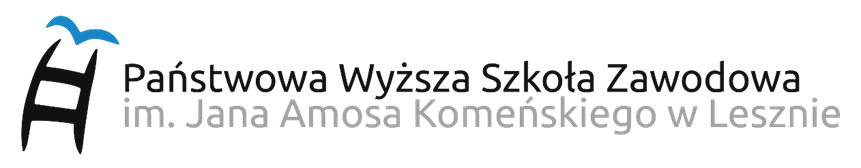 Państwowa Wyższa Szkoła Zawodowa
im. Jana Amosa Komeńskiego w Lesznie